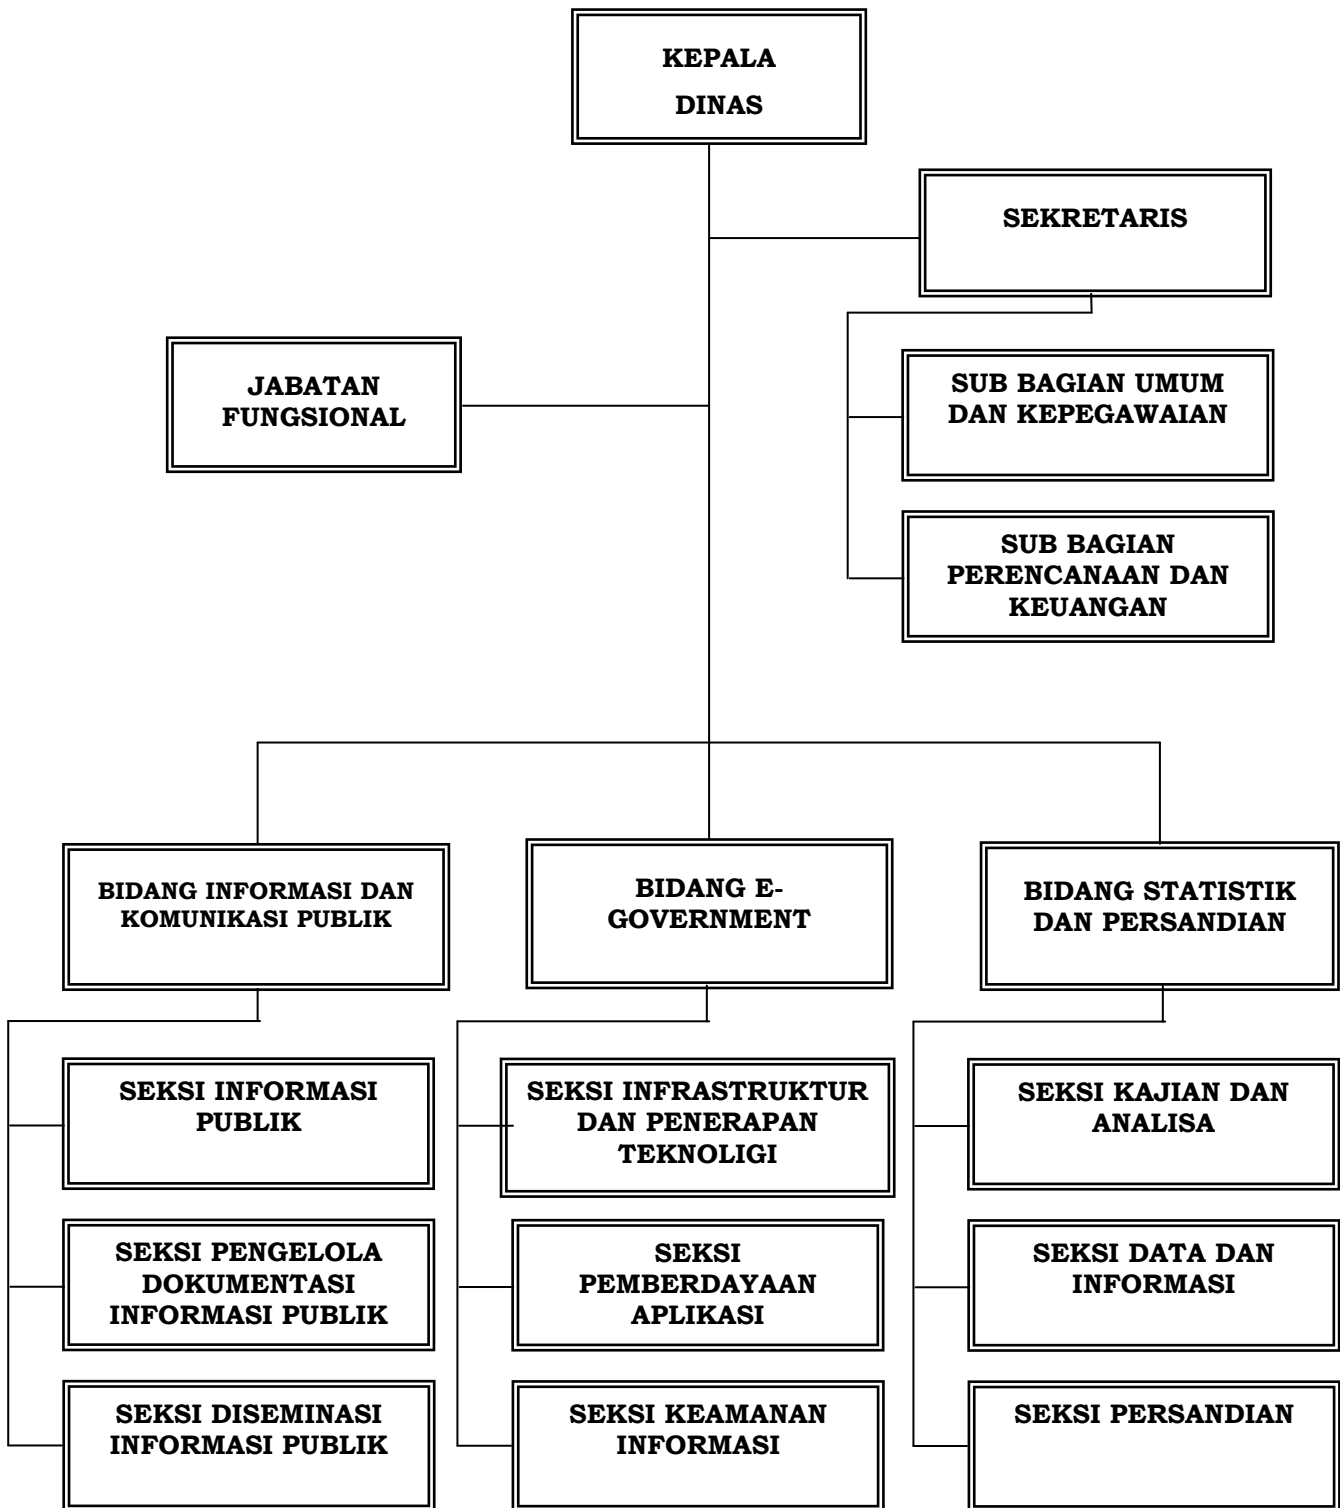 KEPALA
DINAS
SEKRETARIS
JABATAN
FUNGSIONAL
SUB BAGIAN UMUM
DAN KEPEGAWAIAN
SUB BAGIAN
PERENCANAAN DAN
KEUANGAN
BIDANG INFORMASI DAN
KOMUNIKASI PUBLIK
BIDANG E-
GOVERNMENT
BIDANG STATISTIK
DAN PERSANDIAN
SEKSI INFORMASI
PUBLIK
SEKSI INFRASTRUKTUR
DAN PENERAPAN
TEKNOLIGI
SEKSI KAJIAN DAN
ANALISA
SEKSI PENGELOLA
DOKUMENTASI
INFORMASI PUBLIK
SEKSI
PEMBERDAYAAN
APLIKASI
SEKSI DATA DAN
INFORMASI
SEKSI DISEMINASI
INFORMASI PUBLIK
SEKSI KEAMANAN
INFORMASI
SEKSI PERSANDIAN